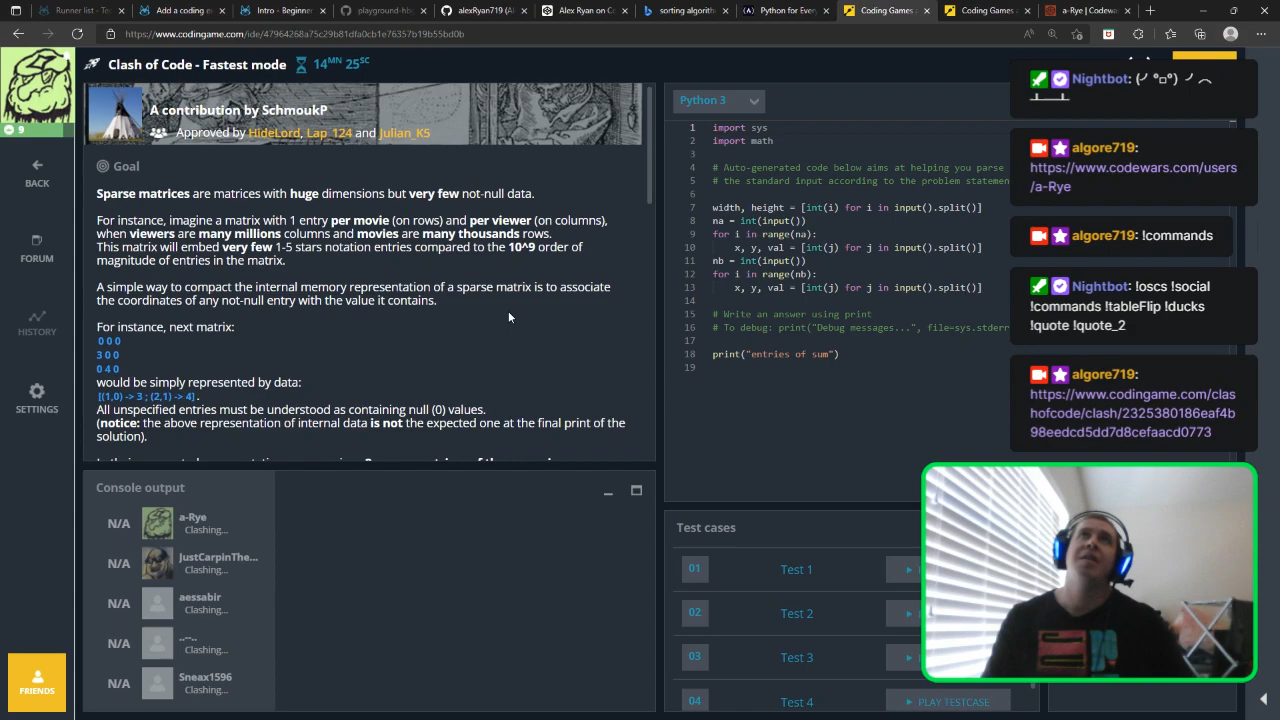 Runner list - Te
Add a coding e
Intro - Beginner
playground-hb
alexRyan719 (Al
Alex Ryan on Co
sorting algorith
Python for Every
Coding Games a
Coding Games a
a-Rye | Codewa
https://www.codingame.com/ide/47964268a75c29b81dfa0cb1e76357b19b55bd0b
Clash of Code - Fastest mode 14MN 25SC
9
BACK
FORUM
HISTORY
SETTINGS
FRIENDS
A contribution by SchmoukP
Approved by HideLord, Lap_124 and Julian_K5
Goal
Sparse matrices are matrices with huge dimensions but very few not-null data.
For instance, imagine a matrix with 1 entry per movie (on rows) and per viewer (on columns),
when viewers are many millions columns and movies are many thousands rows.
This matrix will embed very few 1-5 stars notation entries compared to the 10^9 order of
magnitude of entries in the matrix.
A simple way to compact the internal memory representation of a sparse matrix is to associate
the coordinates of any not-null entry with the value it contains.
For instance, next matrix:
0 0 0
3 0 0
0 4 0
would be simply represented by data:
[(1,0) -> 3 ; (2,1) -> 4].
All unspecified entries must be understood as containing null (0) values.
(notice: the above representation of internal data is not the expected one at the final print of the
solution).
Console output
N/A a-Rye
Clashing...
N/A JustCarpinThe...
Clashing...
N/A aessabir
Clashing...
N/A ..--..
Clashing...
N/A Sneax1596
Clashing...
Python 3
1 import sys
2 import math
3
4 # Auto-generated code below aims at helping you parse
5 # the standard input according to the problem statemen
6
7 width, height = [int(i) for i in input().split()]
8 na = int(input())
9 for i in range(na):
10 x, y, val = [int(j) for j in input().split()]
11 nb = int(input())
12 for i in range(nb):
13 x, y, val = [int(j) for j in input().split()]
14
15 # Write an answer using print
16 # To debug: print("Debug messages...", file=sys.stderr
17
18 print("entries of sum")
19
Test cases
01 Test 1
02 Test 2
03 Test 3
04 Test 4
PLAY TESTCASE
Nightbot: (╯°□°)╯︵
┻━┻
algore719:
https://www.codewars.com/users
/a-Rye
algore719: !commands
Nightbot: !oscs !social
!commands !tableFlip !ducks
!quote !quote_2
algore719:
https://www.codingame.com/clas
hofcode/clash/2325380186eaf4b
98eedcd5dd7d8cefaacd0773